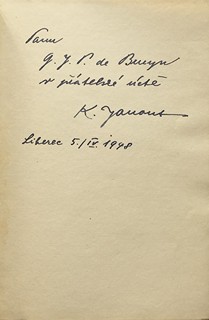 Panu
G. J. P. de Bruyn
v přátelské úctě
K. Janout
Liberec 5./IV. 1948